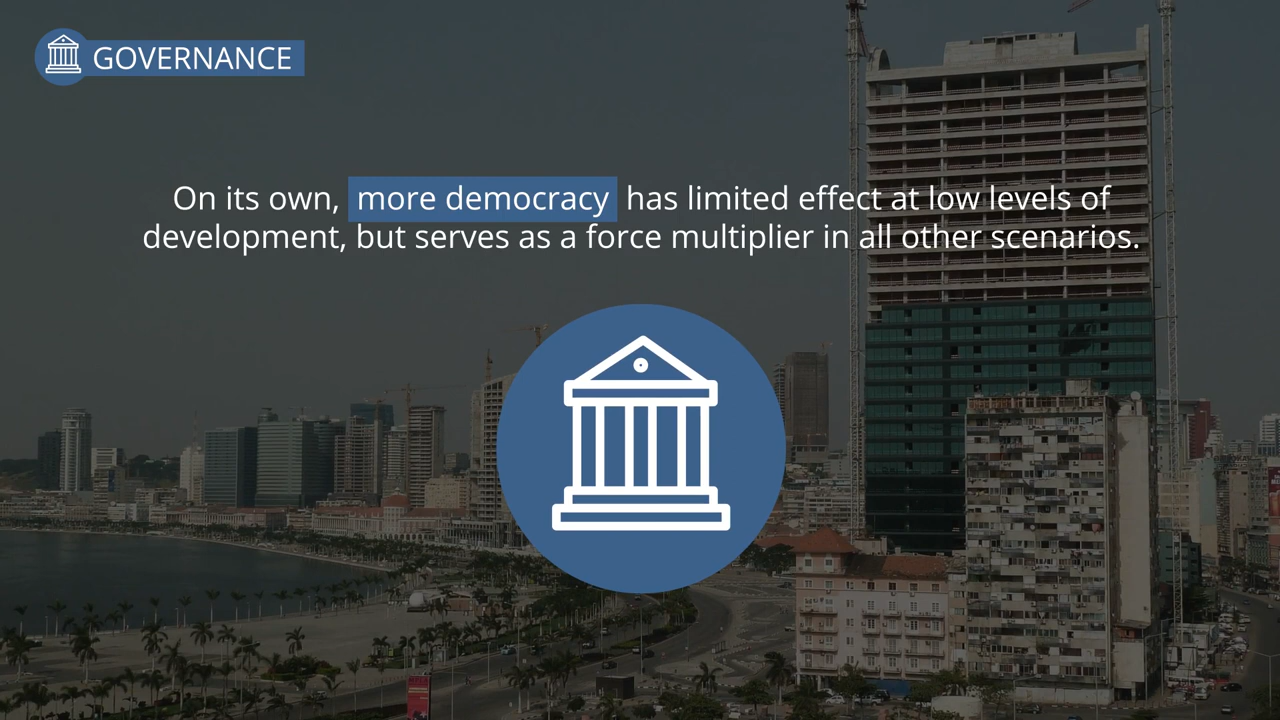 GOVERNANCE
On its own, more democracy has limited effect at low levels of
development, but serves as a force multiplier in all other scenarios.